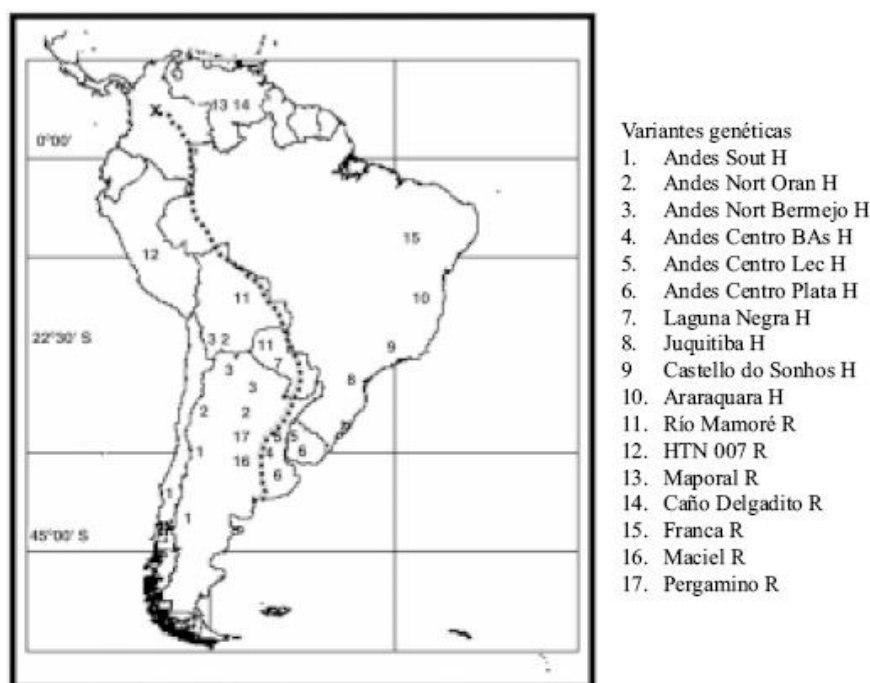 13 14
X
0°00'
15
12
11
10
22°30' S
3 2
11
9
3
7
8
3
2
2
17
5
5
1
4
6
16
6
1
1
45°00' S
Variantes genéticas
1. Andes Sout H
2. Andes Nort Oran H
3. Andes Nort Bermejo H
4. Andes Centro BAs H
5. Andes Centro Lec H
6. Andes Centro Plata H
7. Laguna Negra H
8. Juquitiba H
9 Castello do Sonhos H
10. Araraquara H
11. Río Mamoré R
12. HTN 007 R
13. Maporal R
14. Caño Delgadito R
15. Franca R
16. Maciel R
17. Pergamino R